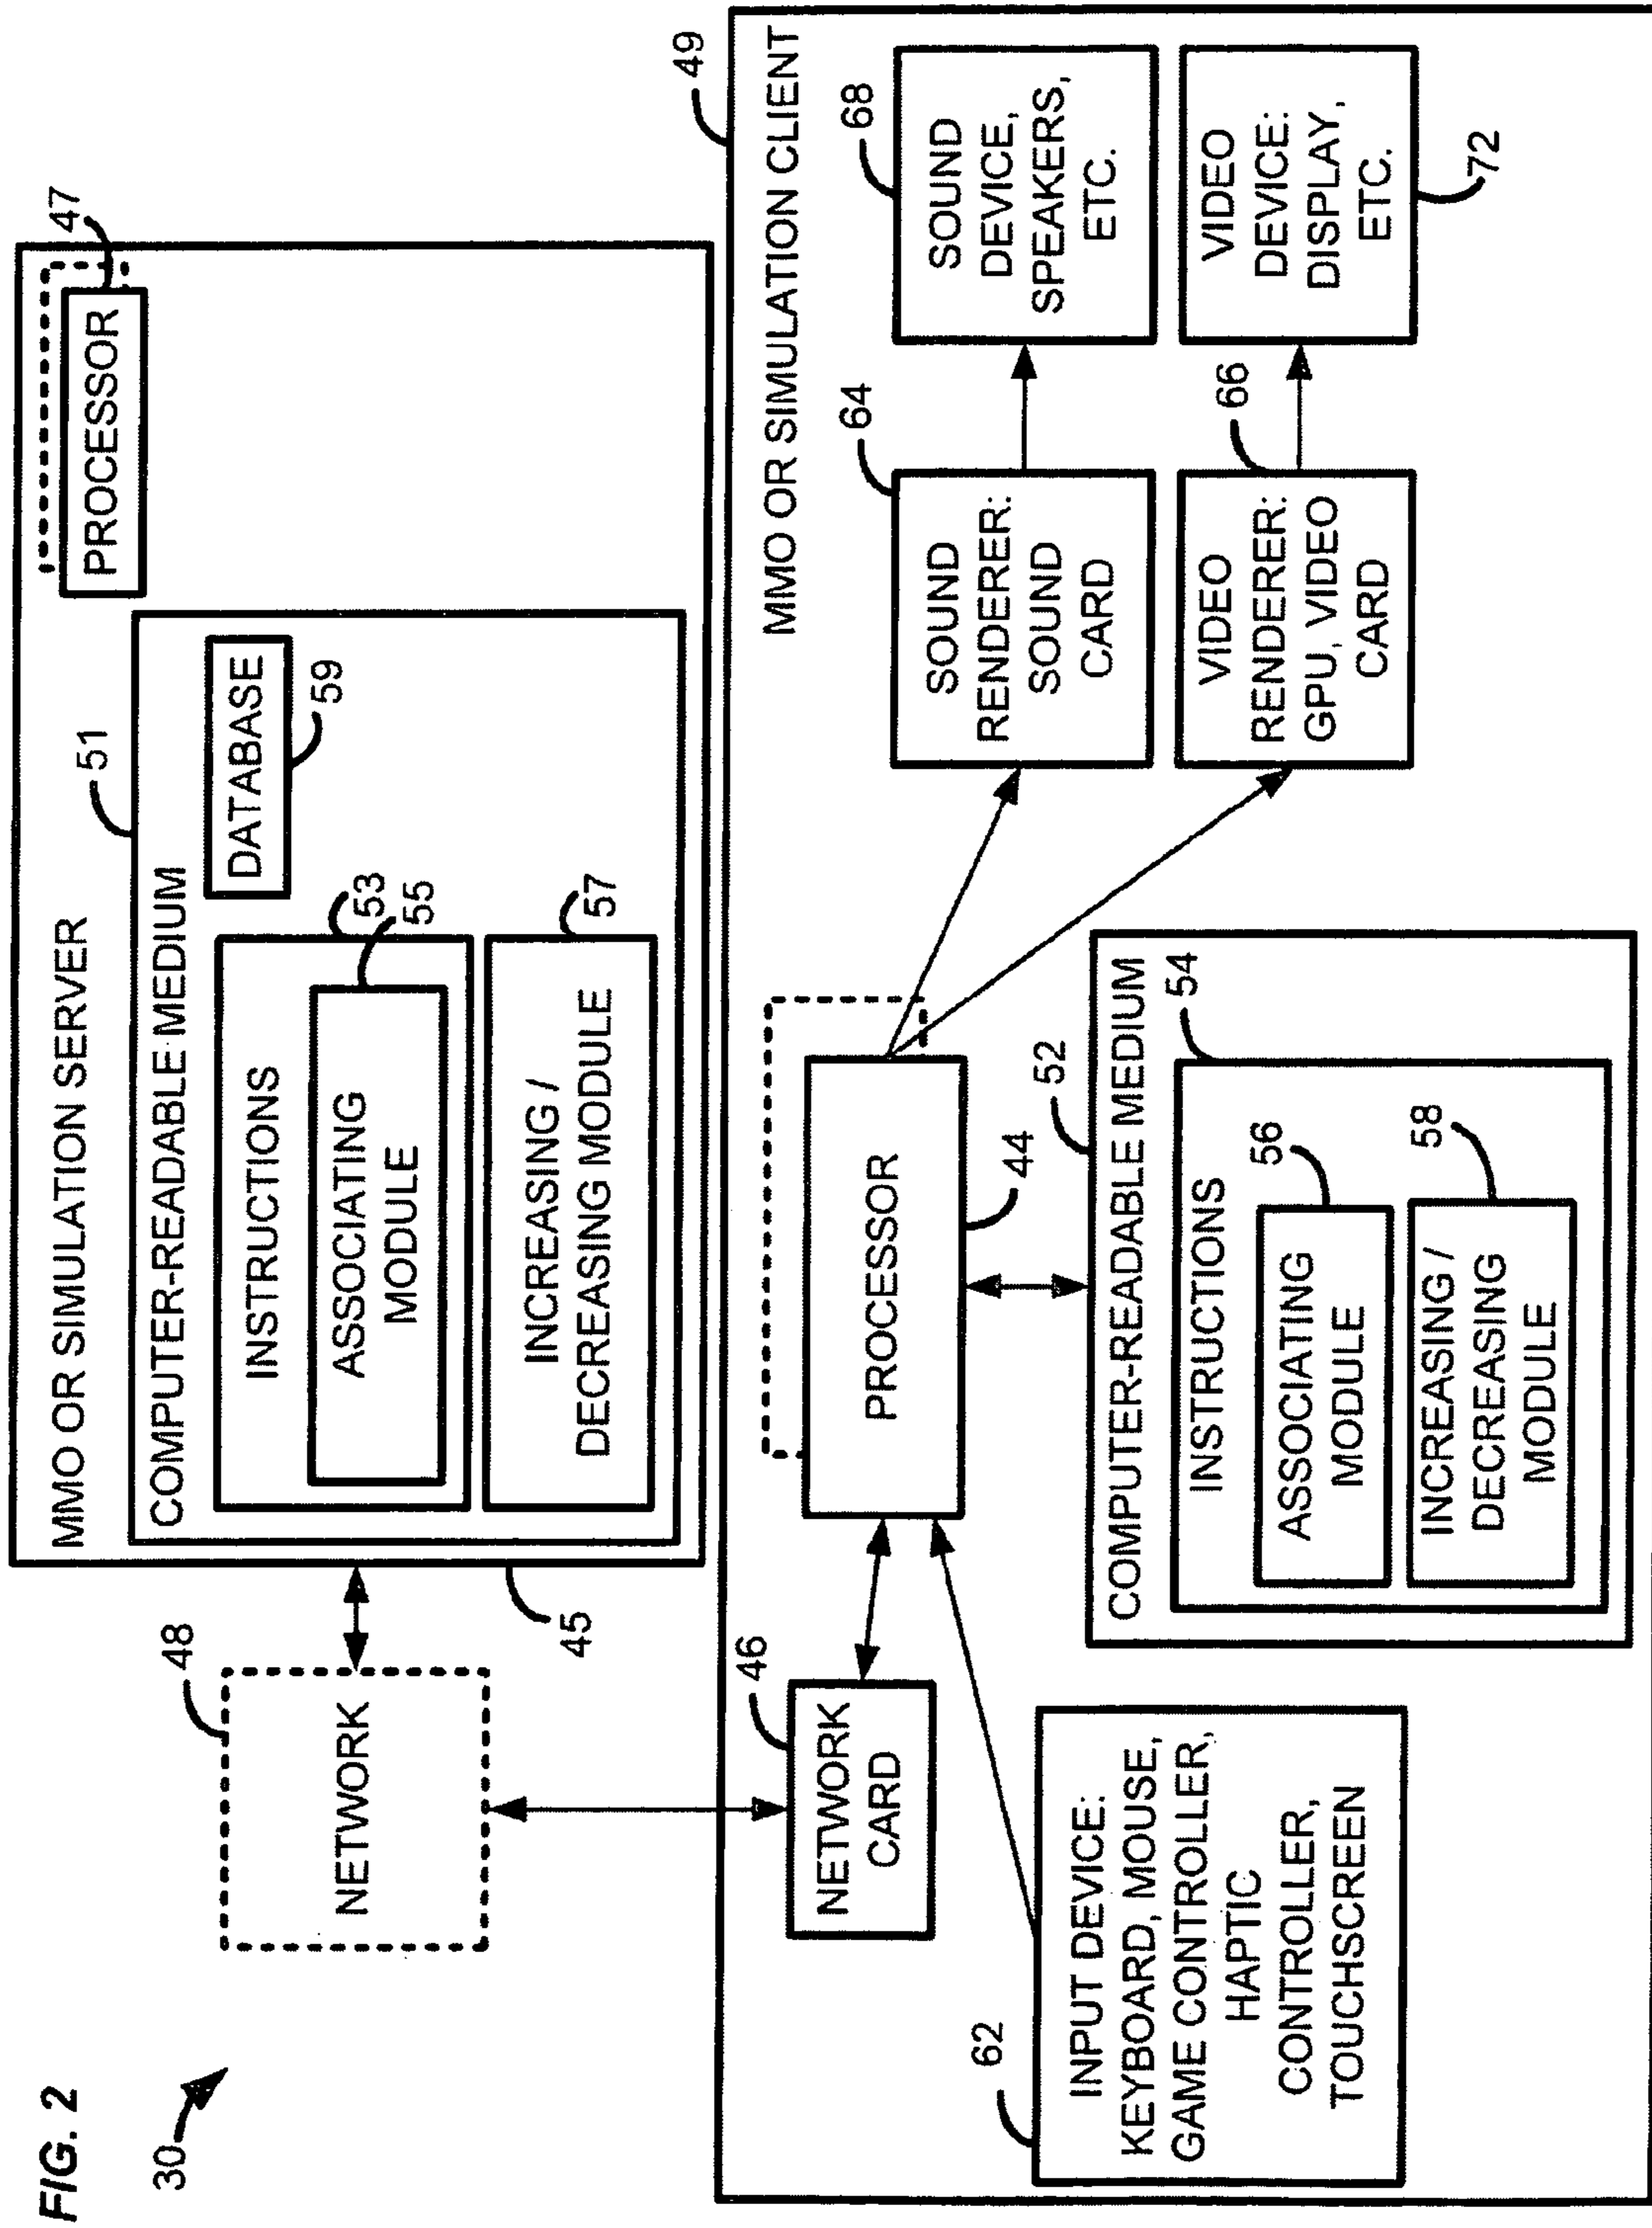 FIG. 2
30
48
NETWORK
45
MMO OR SIMULATION SERVER
47
PROCESSOR
51
COMPUTER-READABLE MEDIUM
DATABASE
59
53
INSTRUCTIONS
55
ASSOCIATING
MODULE
57
INCREASING /
DECREASING MODULE
49
MMO OR SIMULATION CLIENT
46
NETWORK
CARD
62
INPUT DEVICE:
KEYBOARD, MOUSE,
GAME CONTROLLER,
HAPTIC
CONTROLLER,
TOUCHSCREEN
PROCESSOR
44
52
COMPUTER-READABLE MEDIUM
54
INSTRUCTIONS
56
ASSOCIATING
MODULE
58
INCREASING /
DECREASING
MODULE
64
SOUND
RENDERER:
SOUND
CARD
66
VIDEO
RENDERER:
GPU, VIDEO
CARD
68
SOUND
DEVICE,
SPEAKERS,
ETC.
VIDEO
DEVICE:
DISPLAY,
ETC.
72